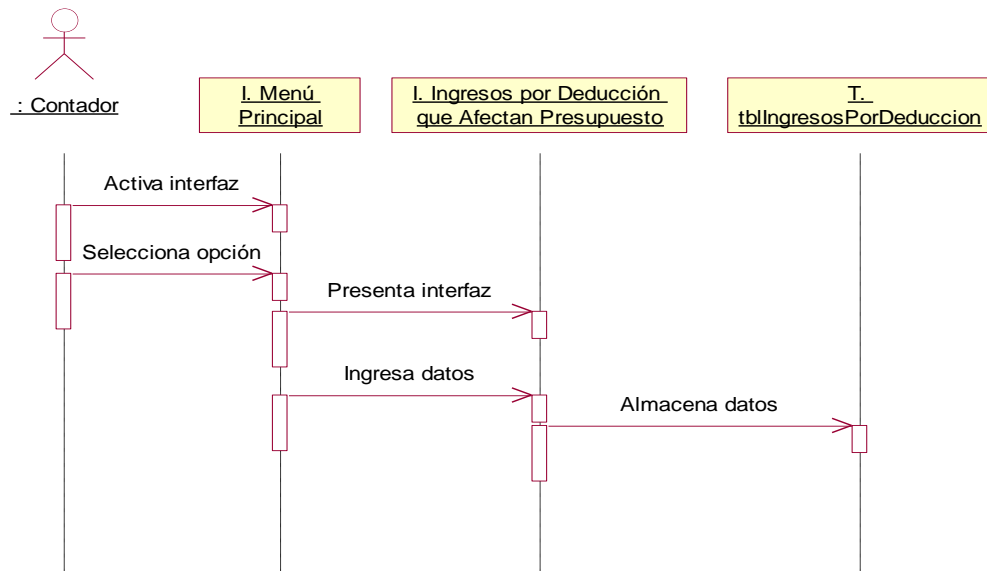 : Contador
I. Menú
Principal
I. Ingresos por Deducción
que Afectan Presupuesto
T.
tblIngresosPorDeduccion
Activa interfaz
Selecciona opción
Presenta interfaz
Ingresa datos
Almacena datos